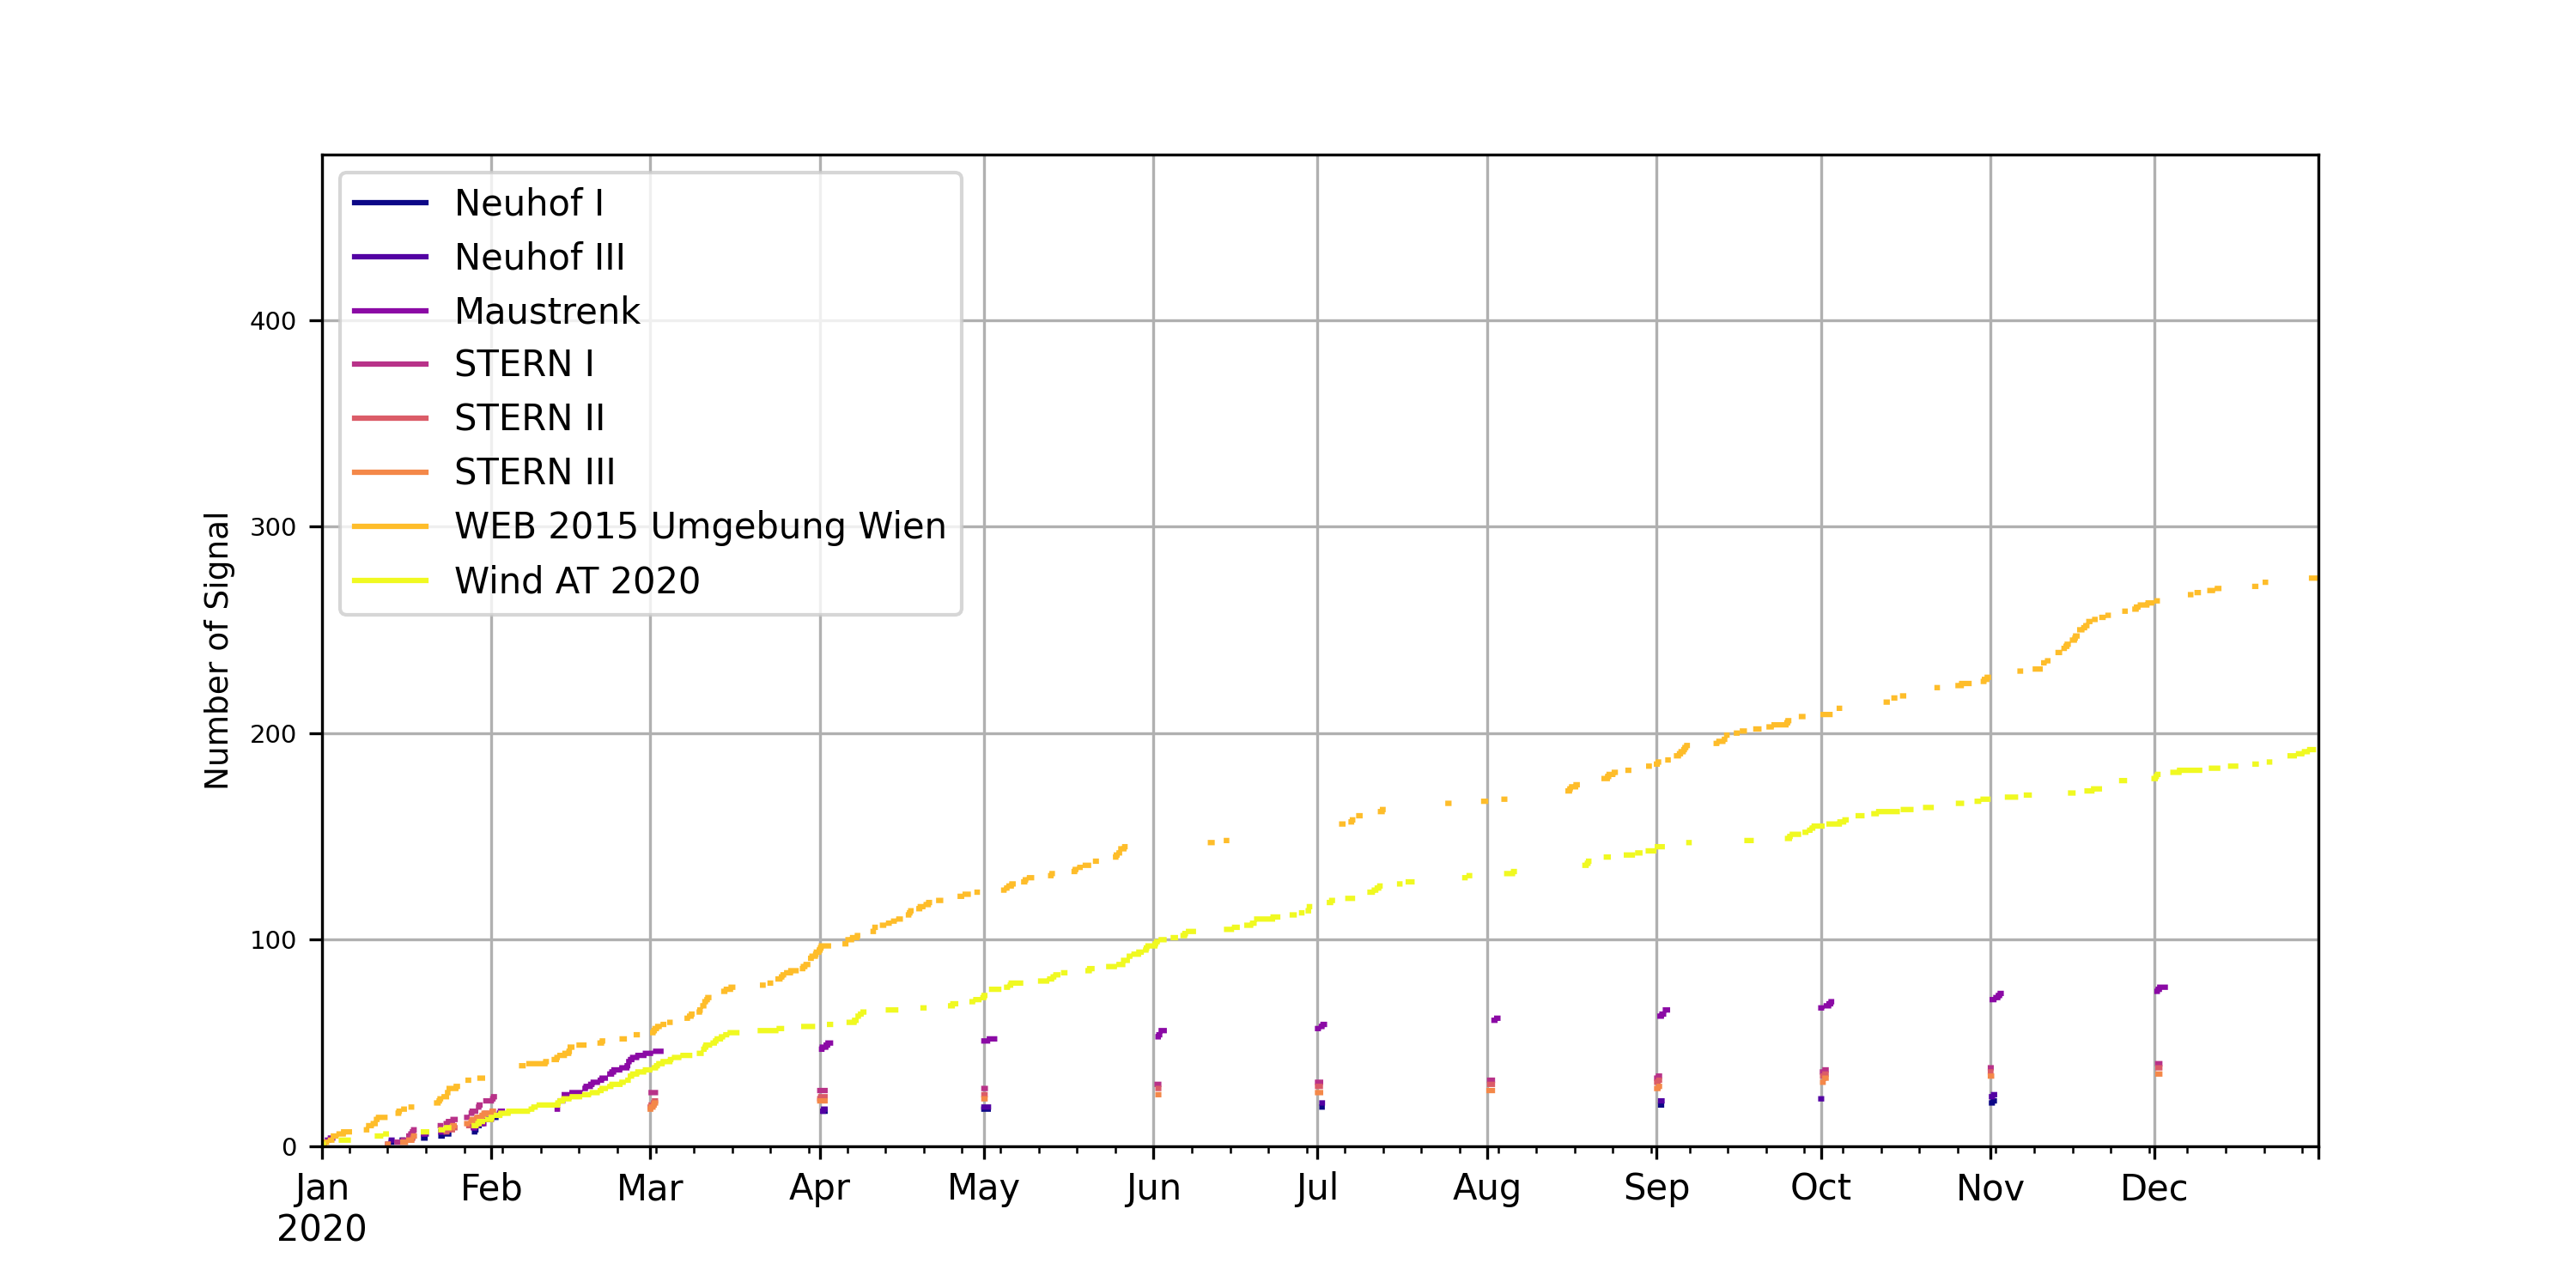 Number of Signal
400
300
200
100
0
Neuhof I
Neuhof III
Maustrenk
STERN I
STERN II
STERN III
WEB 2015 Umgebung Wien
Wind AT 2020
Jan Feb Mar Apr May Jun Jul Aug Sep Oct Nov Dec
2020